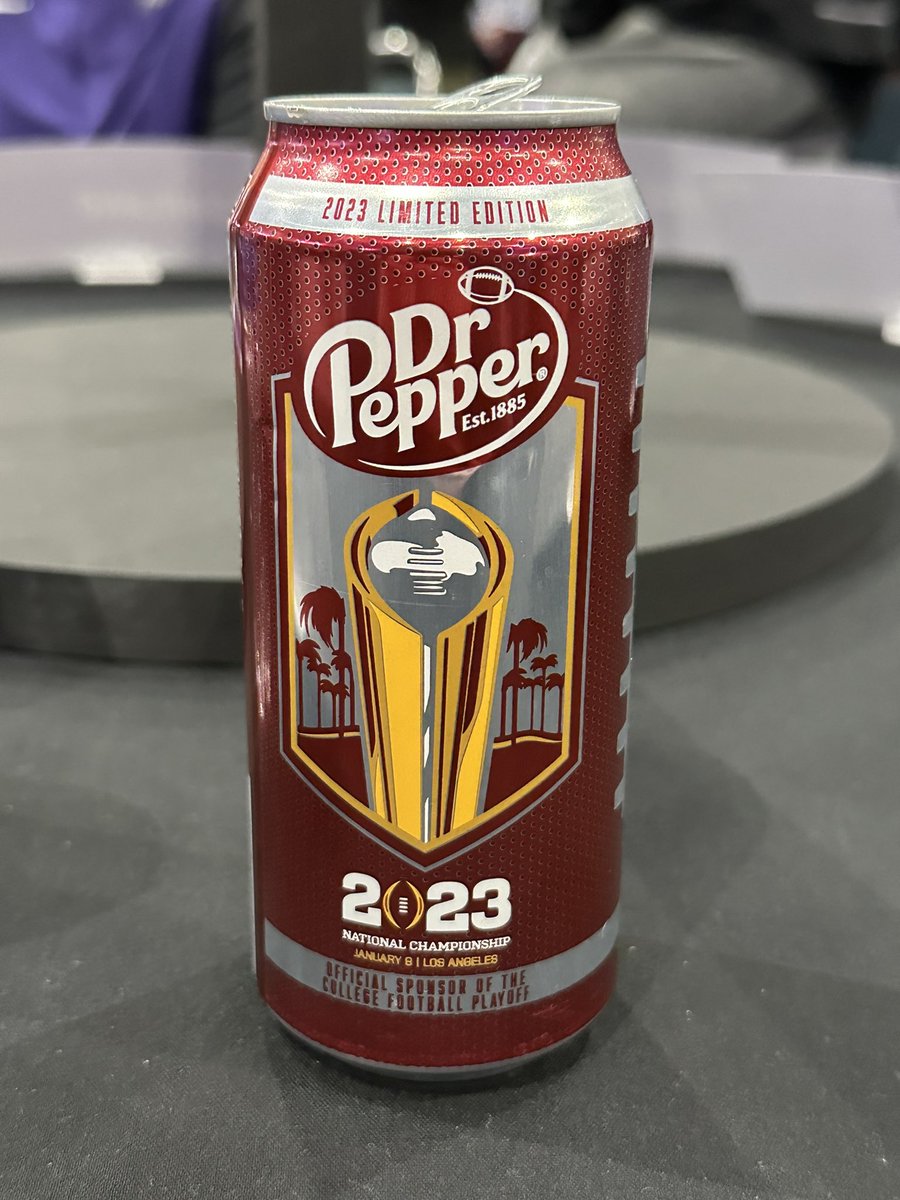 2023 LIMITED EDITION
Dr
Pepper®
Est.1885
2023
NATIONAL CHAMPIONSHIP
JANUARY 9 | LOS ANGELES
OFFICIAL SPONSOR OF THE
COLLEGE FOOTBALL PLAYOFF